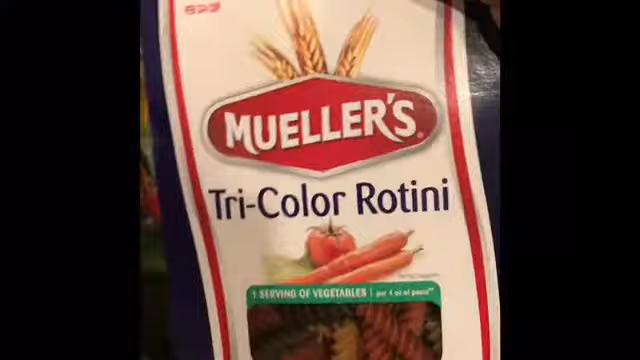 MUELLER'S®
Tri-Color Rotini
1 SERVING OF VEGETABLES | per 4 oz of pasta**